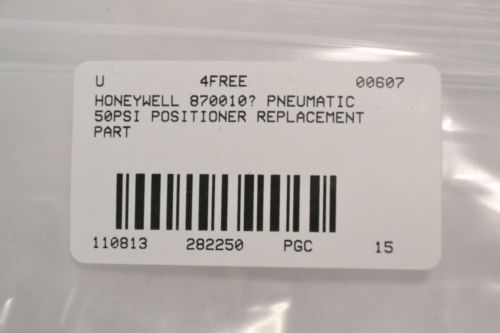 U 4FREE 00607
HONEYWELL 870010? PNEUMATIC
50PSI POSITIONER REPLACEMENT
PART
110813 282250 PGC 15